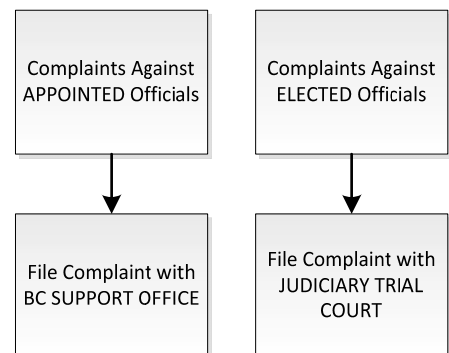 Complaints Against
APPOINTED Officials
Complaints Against
ELECTED Officials
File Complaint with
BC SUPPORT OFFICE
File Complaint with
JUDICIARY TRIAL
COURT